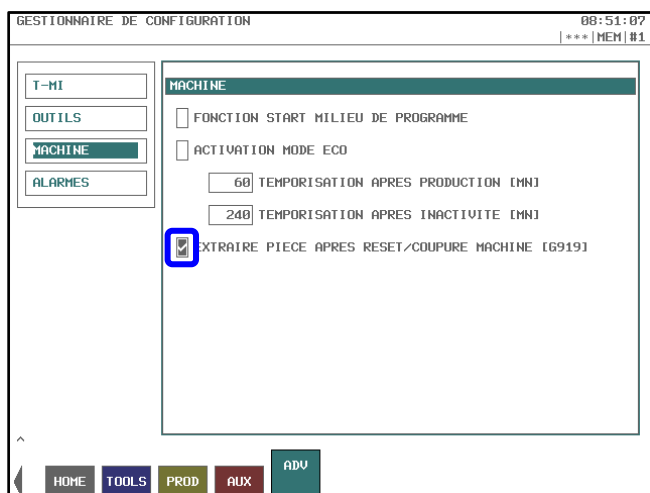 GESTIONNAIRE DE CONFIGURATION
08:51:07
|***|MEM|#1
T-MI
OUTILS
MACHINE
ALARMES
MACHINE
FONCTION START MILIEU DE PROGRAMME
ACTIVATION MODE ECO
60 TEMPORISATION APRES PRODUCTION [MN]
240 TEMPORISATION APRES INACTIVITE [MN]
EXTRAIRE PIECE APRES RESET/COUPURE MACHINE [G919]
^
HOME TOOLS PROD AUX ADV